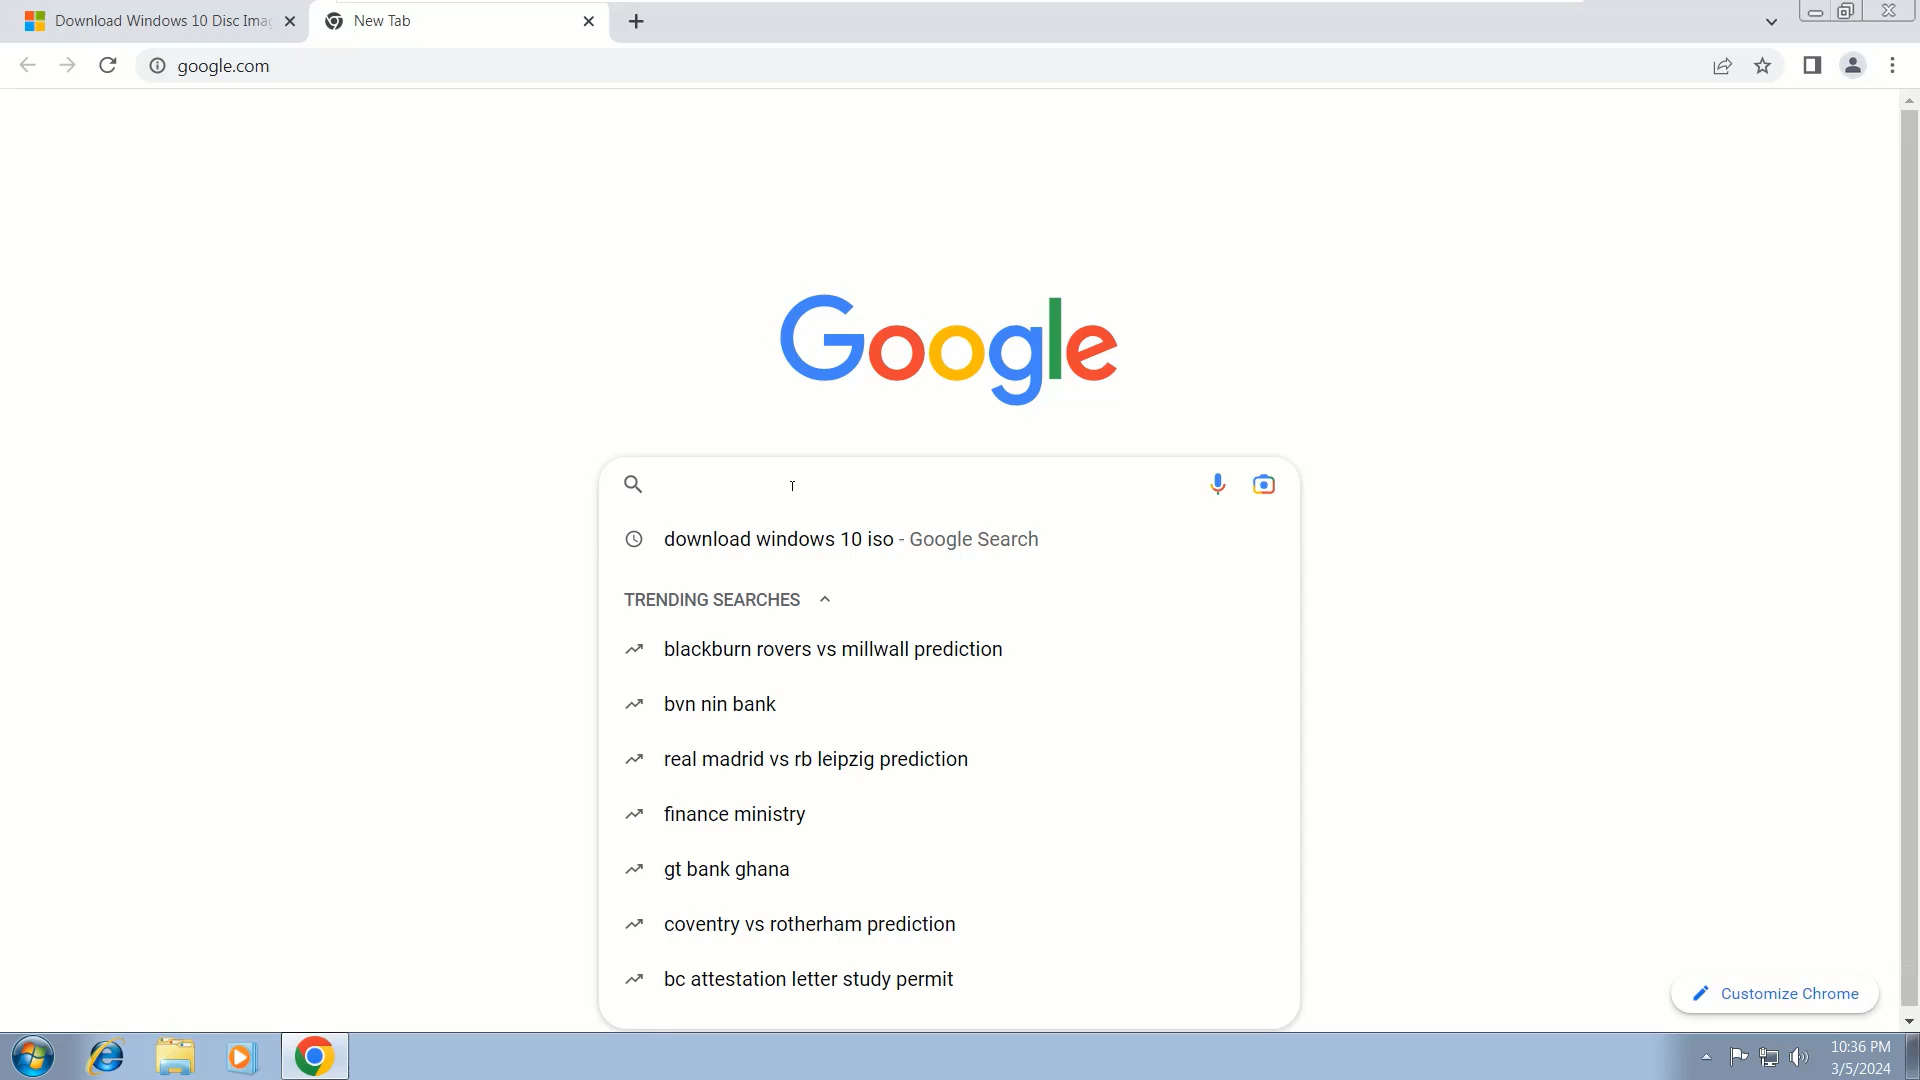 Download Windows 10 Disc Imag
New Tab
google.com
Google
download windows 10 iso - Google Search
TRENDING SEARCHES
blackburn rovers vs millwall prediction
bvn nin bank
real madrid vs rb leipzig prediction
finance ministry
gt bank ghana
coventry vs rotherham prediction
bc attestation letter study permit
Customize Chrome
10:36 PM
3/5/2024